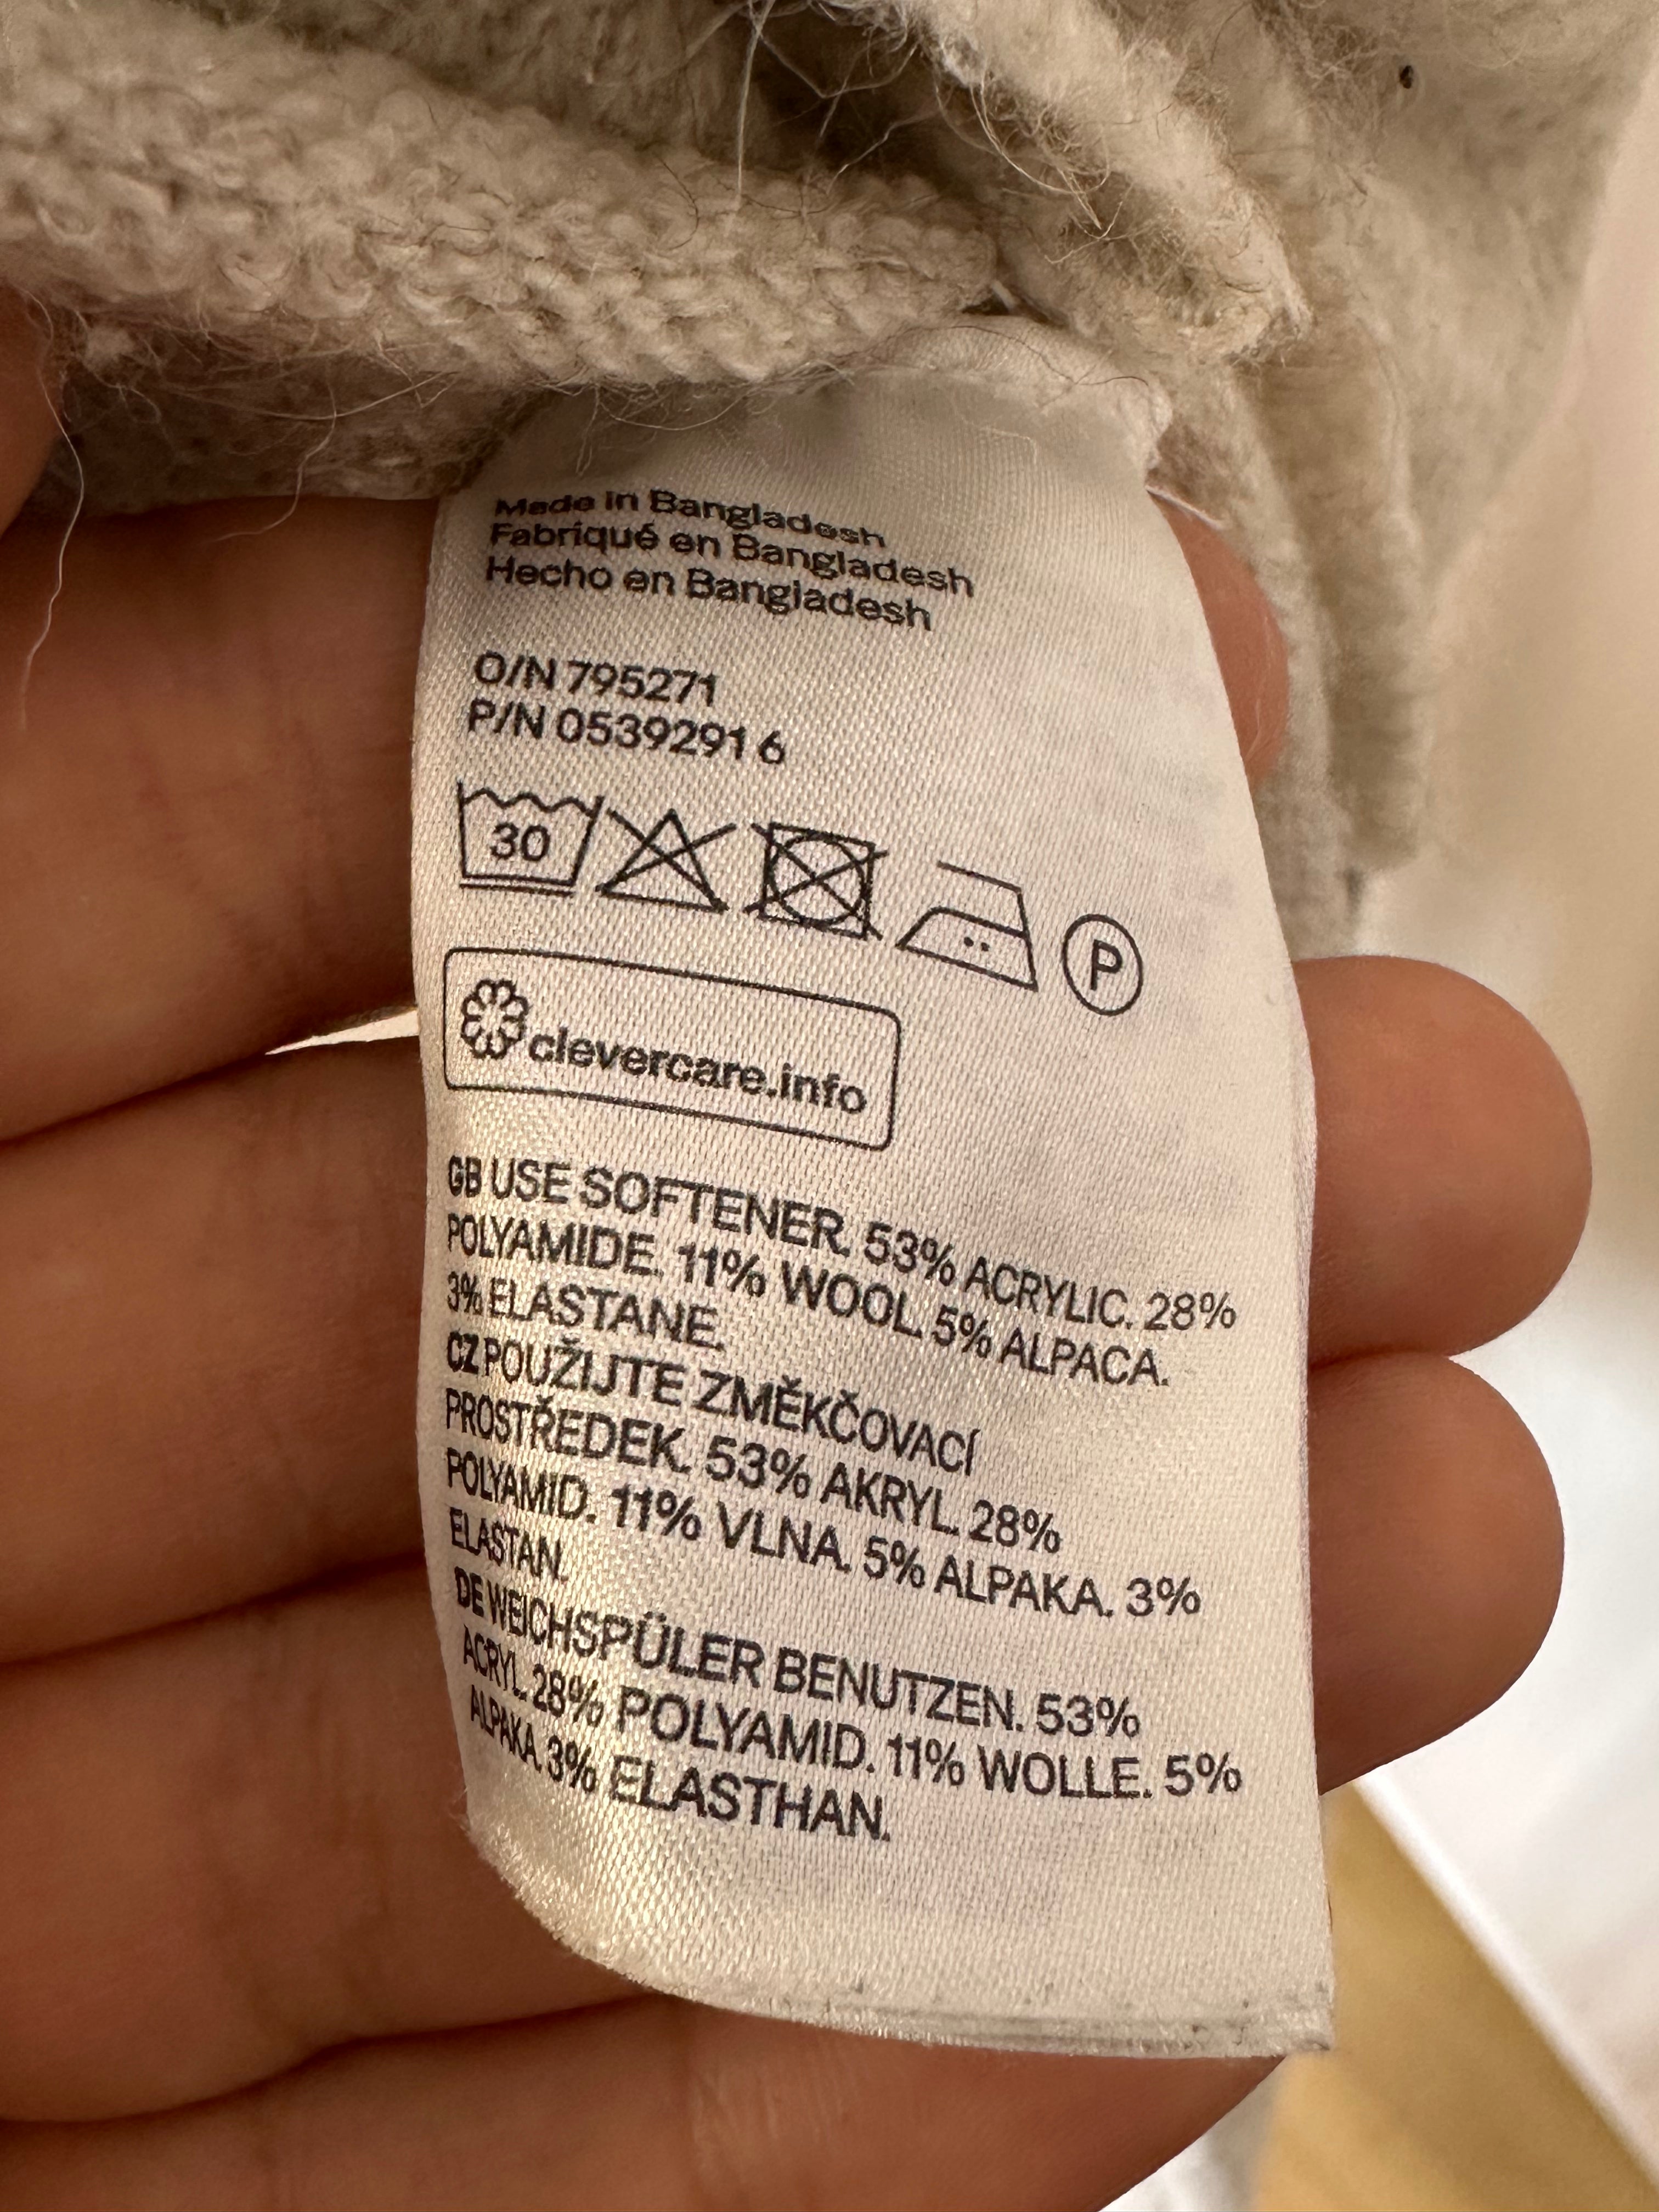 Made in Bangladesh
Fabriqué en Bangladesh
Hecho en Bangladesh
O/N 795271
P/N 0539291 6
30
P
clevercare.info
GB USE SOFTENER. 53% ACRYLIC. 28%
POLYAMIDE. 11% WOOL. 5% ALPACA.
3% ELASTANE.
CZ POUŽIJTE ZMĚKČOVACÍ
PROSTŘEDEK. 53% AKRYL. 28%
POLYAMID. 11% VLNA. 5% ALPAKA. 3%
ELASTAN.
DE WEICHSPÜLER BENUTZEN. 53%
ACRYL. 28% POLYAMID. 11% WOLLE. 5%
ALPAKA. 3% ELASTHAN.